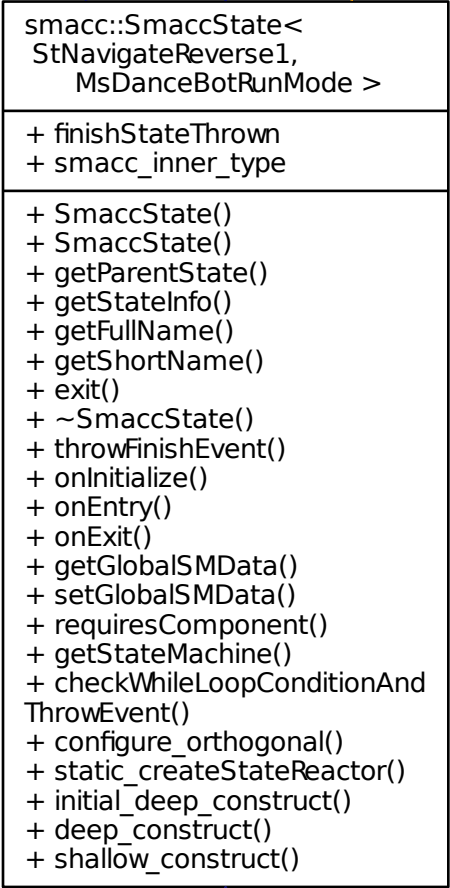 smacc::SmaccState<
StNavigateReverse1,
MsDanceBotRunMode >
+ finishStateThrown
+ smacc_inner_type
+ SmaccState()
+ SmaccState()
+ getParentState()
+ getStateInfo()
+ getFullName()
+ getShortName()
+ exit()
+ ~SmaccState()
+ throwFinishEvent()
+ onInitialize()
+ onEntry()
+ onExit()
+ getGlobalSMData()
+ setGlobalSMData()
+ requiresComponent()
+ getStateMachine()
+ checkWhileLoopConditionAnd
ThrowEvent()
+ configure_orthogonal()
+ static_createStateReactor()
+ initial_deep_construct()
+ deep_construct()
+ shallow_construct()